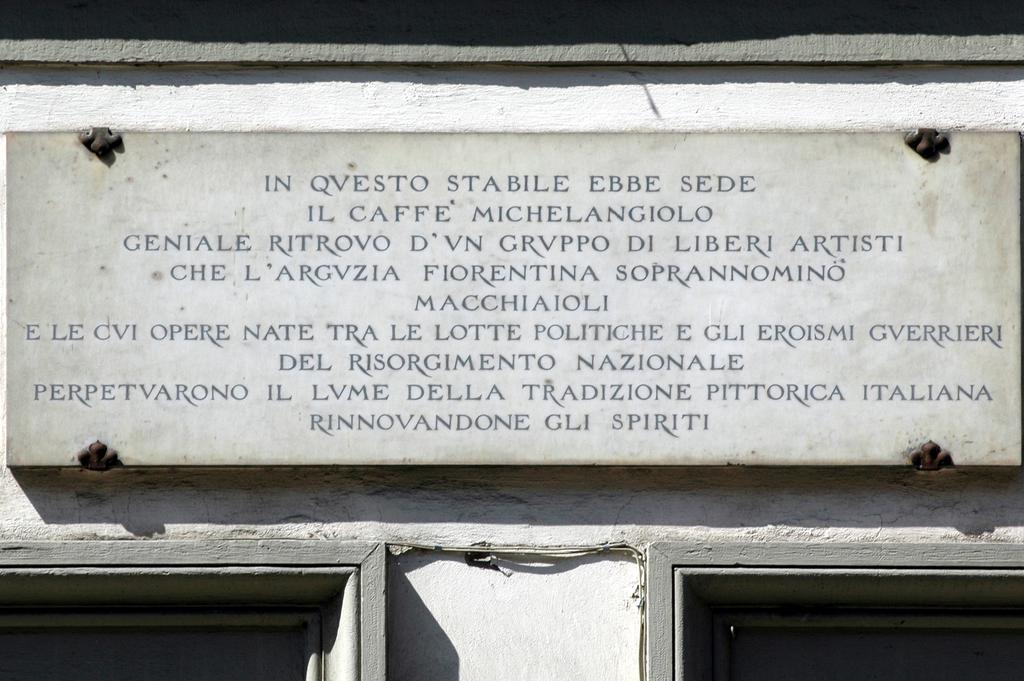 IN QVESTO STABILE EBBE SEDE
IL CAFFE' MICHELANGIOLO
GENIALE RITROVO D'VN GRVPPO DI LIBERI ARTISTI
CHE L'ARGVZIA FIORENTINA SOPRANNOMINÒ
MACCHIAIOLI
E LE CVI OPERE NATE TRA LE LOTTE POLITICHE E GLI EROISMI GVERRIERI
DEL RISORGIMENTO NAZIONALE
PERPETVARONO IL LVME DELLA TRADIZIONE PITTORICA ITALIANA
RINNOVANDONE GLI SPIRITI